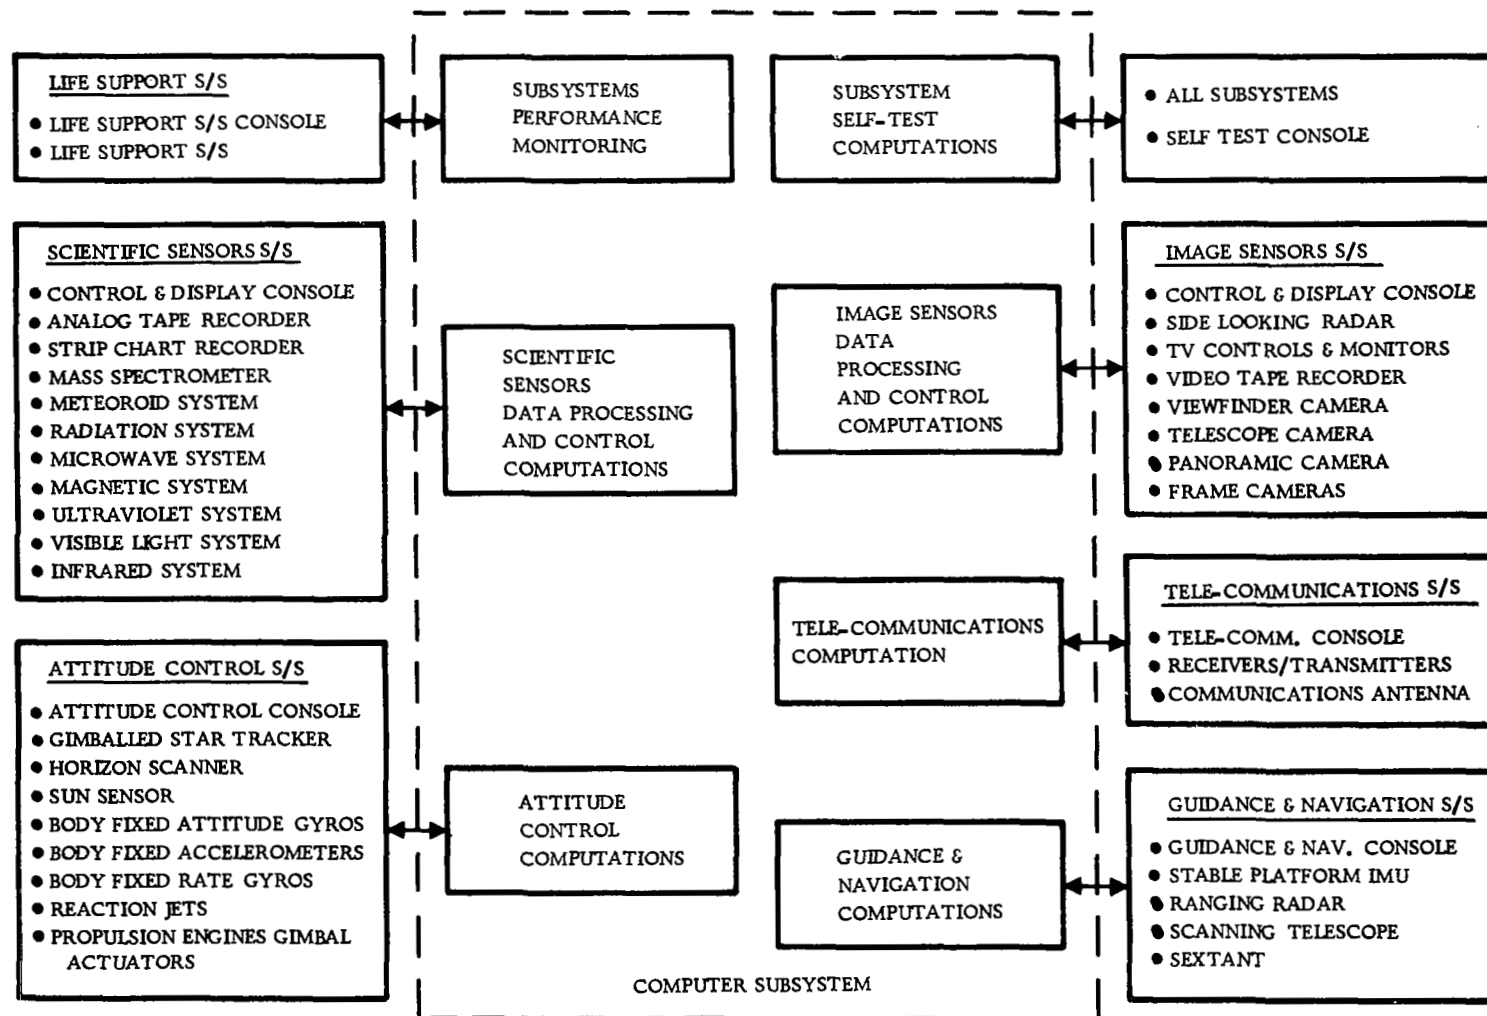 LIFE SUPPORT S/S
• LIFE SUPPORT S/S CONSOLE
• LIFE SUPPORT S/S
SUBSYSTEMS
PERFORMANCE
MONITORING
SUBSYSTEM
SELF-TEST
COMPUTATIONS
• ALL SUBSYSTEMS
• SELF TEST CONSOLE
SCIENTIFIC SENSORS S/S
• CONTROL & DISPLAY CONSOLE
• ANALOG TAPE RECORDER
• STRIP CHART RECORDER
• MASS SPECTROMETER
• METEOROID SYSTEM
• RADIATION SYSTEM
• MICROWAVE SYSTEM
• MAGNETIC SYSTEM
• ULTRAVIOLET SYSTEM
• VISIBLE LIGHT SYSTEM
• INFRARED SYSTEM
SCIENTIFIC
SENSORS
DATA PROCESSING
AND CONTROL
COMPUTATIONS
IMAGE SENSORS
DATA
PROCESSING
AND CONTROL
COMPUTATIONS
IMAGE SENSORS S/S
• CONTROL & DISPLAY CONSOLE
• SIDE LOOKING RADAR
• TV CONTROLS & MONITORS
• VIDEO TAPE RECORDER
• VIEWFINDER CAMERA
• TELESCOPE CAMERA
• PANORAMIC CAMERA
• FRAME CAMERAS
TELE-COMMUNICATIONS
COMPUTATION
TELE-COMMUNICATIONS S/S
• TELE-COMM. CONSOLE
• RECEIVERS/TRANSMITTERS
• COMMUNICATIONS ANTENNA
ATTITUDE CONTROL S/S
• ATTITUDE CONTROL CONSOLE
• GIMBALLED STAR TRACKER
• HORIZON SCANNER
• SUN SENSOR
• BODY FIXED ATTITUDE GYROS
• BODY FIXED ACCELEROMETERS
• BODY FIXED RATE GYROS
• REACTION JETS
• PROPULSION ENGINES GIMBAL
ACTUATORS
ATTITUDE
CONTROL
COMPUTATIONS
GUIDANCE &
NAVIGATION
COMPUTATIONS
GUIDANCE & NAVIGATION S/S
• GUIDANCE & NAV. CONSOLE
• STABLE PLATFORM IMU
• RANGING RADAR
• SCANNING TELESCOPE
• SEXTANT
COMPUTER SUBSYSTEM